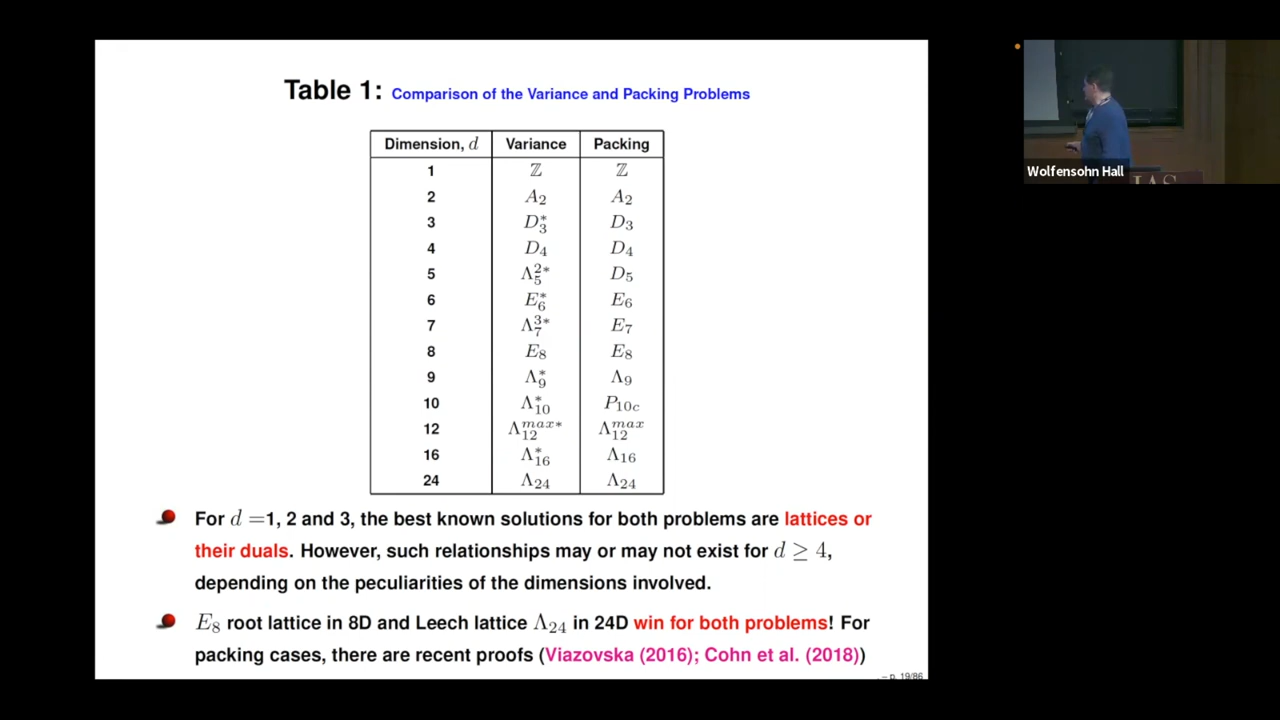 Table 1: Comparison of the Variance and Packing Problems
Dimension, d Variance Packing
1 ℤ ℤ
2 A₂ A₂
3 D₃* D₃
4 D₄ D₄
5 Λ₅²* D₅
6 E₆* E₆
7 Λ₇³* E₇
8 E₈ E₈
9 Λ₉* Λ₉
10 Λ₁₀* P₁₀c
12 Λ₁₂ᵐᵃˣ* Λ₁₂ᵐᵃˣ
16 Λ₁₆* Λ₁₆
24 Λ₂₄ Λ₂₄
For d =1, 2 and 3, the best known solutions for both problems are lattices or
their duals. However, such relationships may or may not exist for d ≥ 4,
depending on the peculiarities of the dimensions involved.
E₈ root lattice in 8D and Leech lattice Λ₂₄ in 24D win for both problems! For
packing cases, there are recent proofs (Viazovska (2016); Cohn et al. (2018))
– p. 19/86
Wolfensohn Hall
IAS